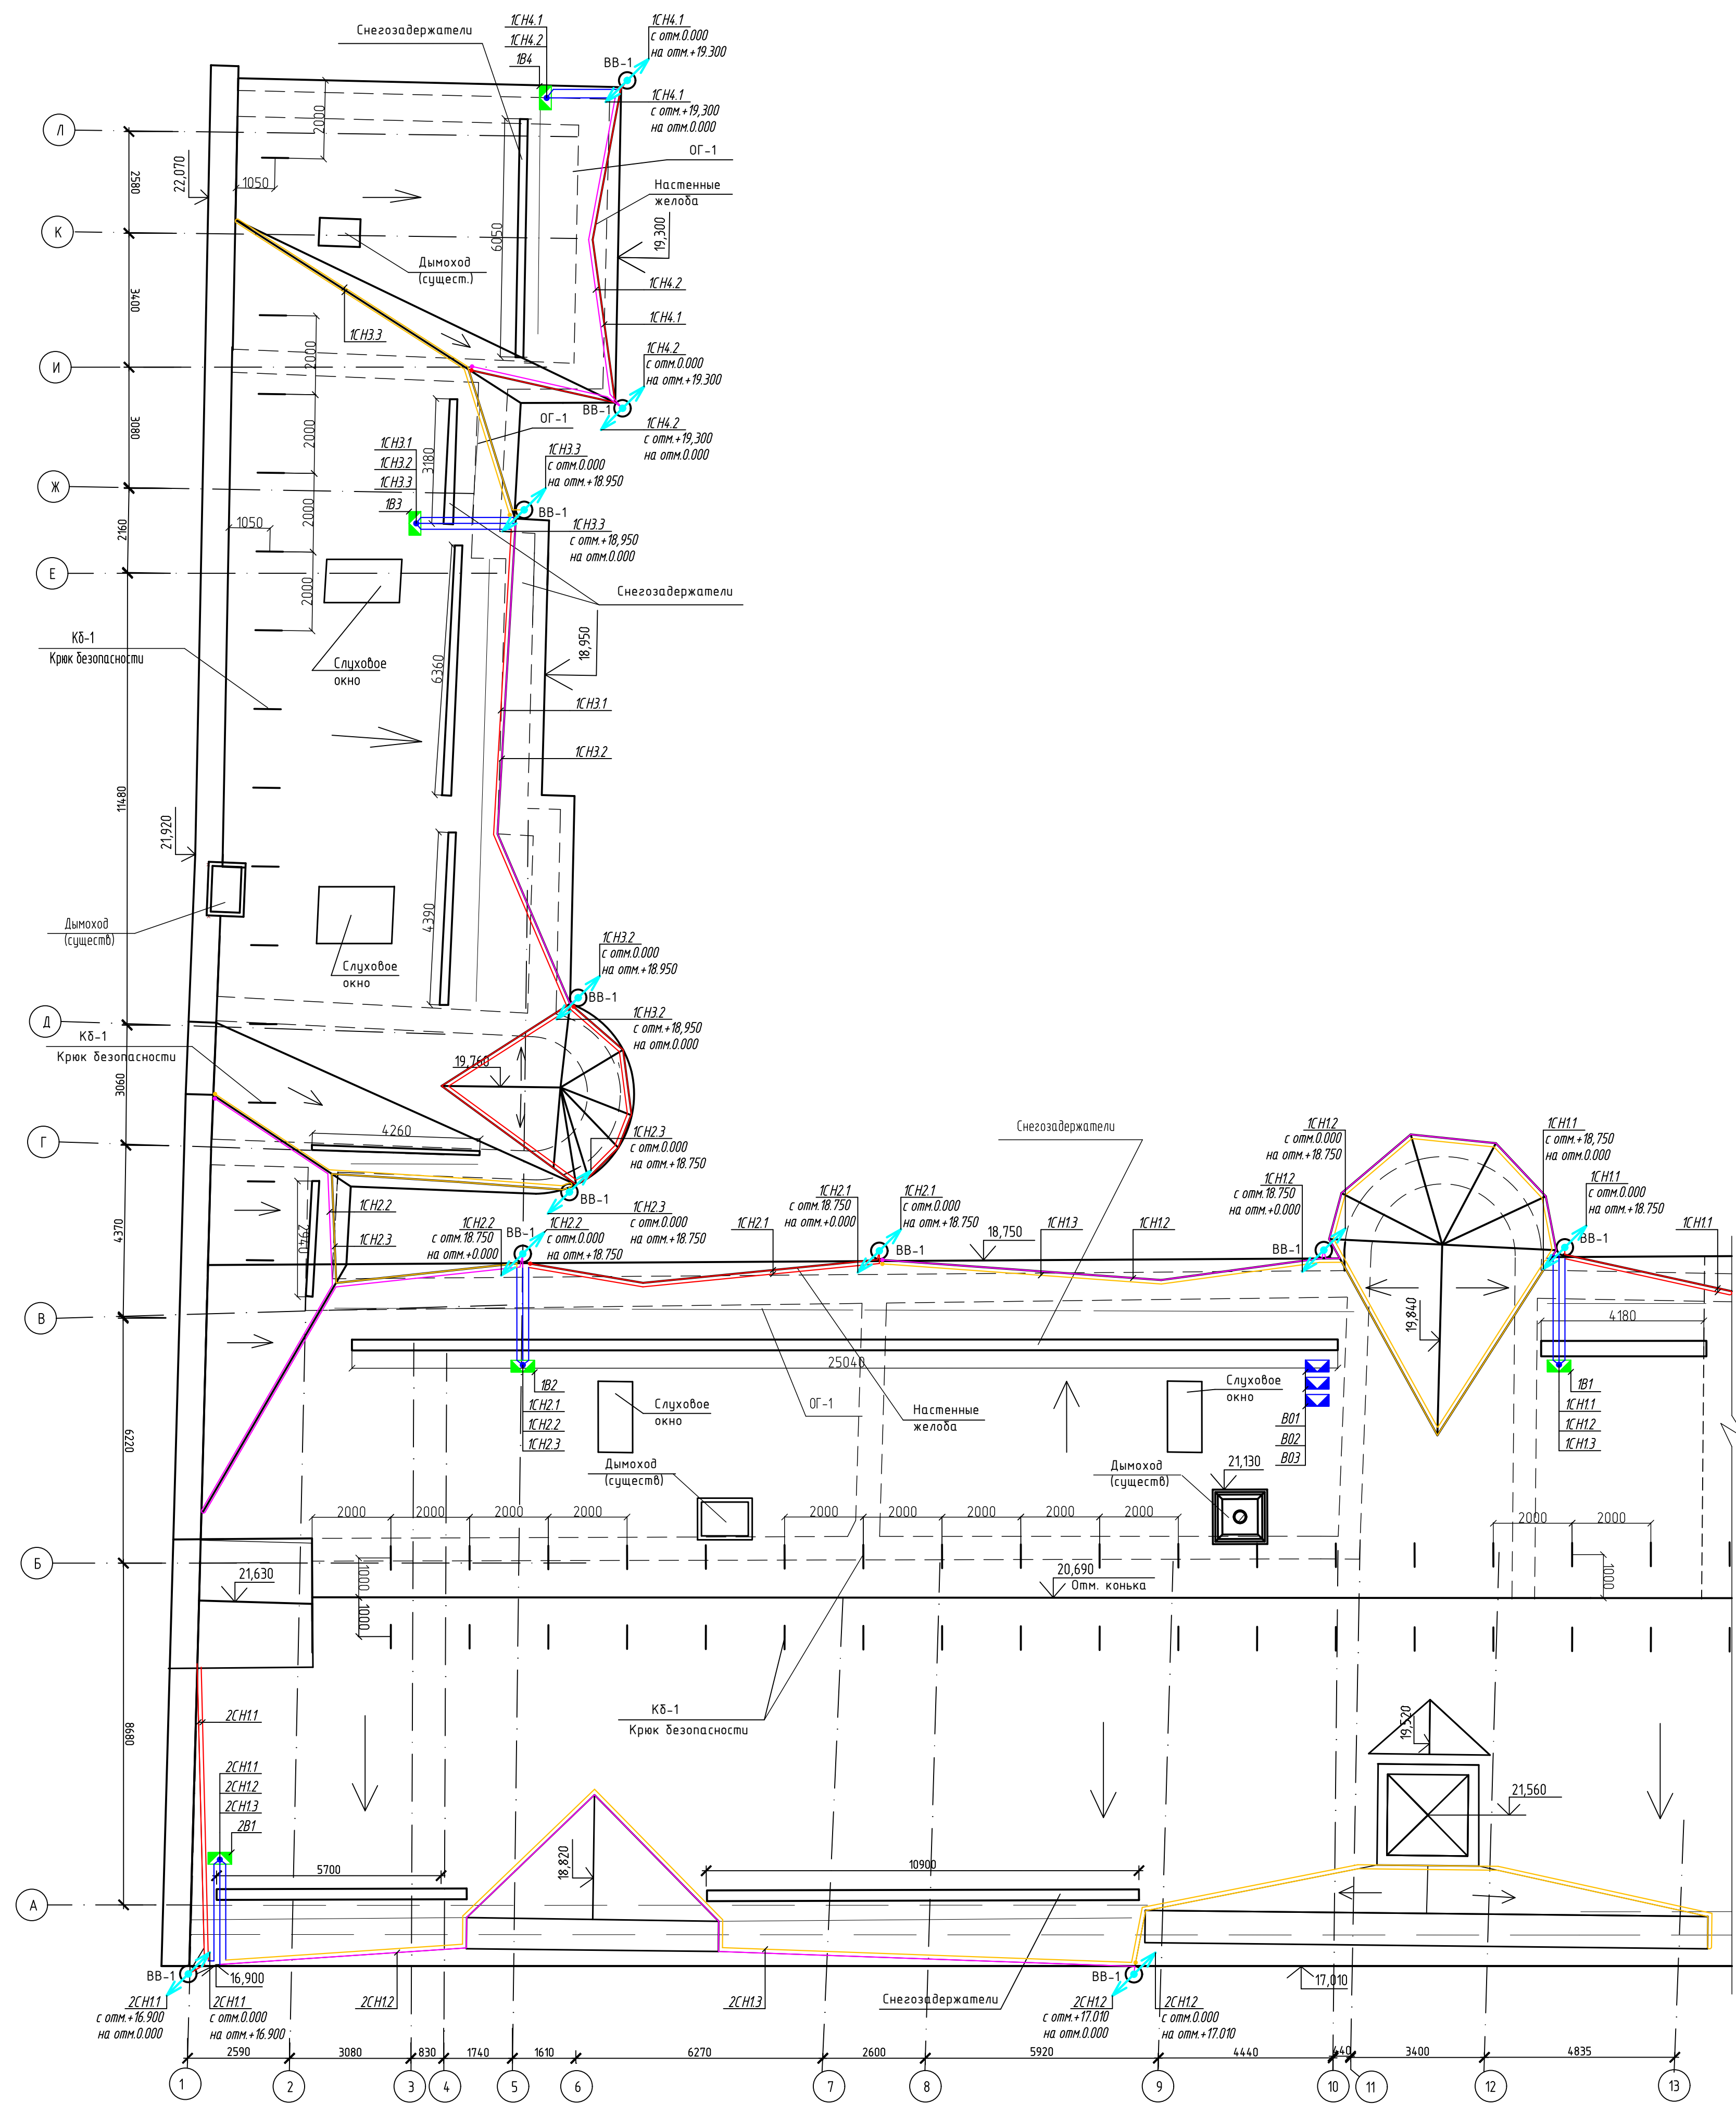 Снегозадержатели
1СН4.1
1СН4.2
1В4
ВВ-1
1СН4.1
с отм.0.000
на отм.+19.300
1СН4.1
с отм.+19,300
на отм.0.000
ОГ-1
Настенные
желоба
Л
2000
22,070
1050
2580
К
6050
19,300
Дымоход
(сущест.)
1СН4.2
3400
1СН3.3
1СН4.1
И
2000
1СН4.2
с отм.0.000
на отм.+19.300
ВВ-1
1СН4.2
с отм.+19,300
на отм.0.000
ОГ-1
3080
2000
3180
1СН3.1
1СН3.2
1СН3.3
1В3
1СН3.3
с отм.0.000
на отм.+18.950
ВВ-1
1СН3.3
с отм.+18,950
на отм.0.000
Ж
2000
1050
2160
Е
2000
Снегозадержатели
18,950
Кб-1
Крюк безопасности
Слуховое
окно
6360
1СН3.1
1СН3.2
11480
21,920
Дымоход
(существ)
4390
Слуховое
окно
1СН3.2
с отм.0.000
на отм.+18.950
ВВ-1
1СН3.2
с отм.+18,950
на отм.0.000
Д
Кб-1
Крюк безопасности
19,760
3060
Г
4260
1СН2.3
с отм.0.000
на отм.+18.750
ВВ-1
1СН2.3
с отм.0.000
на отм.+18.750
Снегозадержатели
1СН1.2
с отм.0.000
на отм.+18.750
1СН1.1
с отм.+18,750
на отм.0.000
1СН1.2
с отм.18.750
на отм.+0.000
1СН1.1
с отм.0.000
на отм.+18,750
2940
1СН2.2
1СН2.3
4370
1СН2.2
с отм.18.750
на отм.+0.000
ВВ-1
1СН2.2
с отм.0.000
на отм.+18.750
1СН2.1
1СН2.1
с отм.18.750
на отм.+0.000
1СН2.1
с отм.0.000
на отм.+18.750
ВВ-1
18,750
1СН1.3
1СН1.2
ВВ-1
ВВ-1
1СН1.1
В
19,840
4180
25040
1В2
1СН2.1
1СН2.2
1СН2.3
Слуховое
окно
ОГ-1
Настенные
желоба
Слуховое
окно
В01
В02
В03
1В1
1СН1.1
1СН1.2
1СН1.3
6220
Дымоход
(существ)
Дымоход
(существ)
21,130
2000
2000
2000
2000
2000
2000
2000
2000
2000
2000
2000
Б
1000
1000
21,630
20,690
Отм. конька
1000
8680
2СН1.1
Кб-1
Крюк безопасности
19,520
2СН1.1
2СН1.2
2СН1.3
2В1
21,560
18,820
5700
10900
А
ВВ-1
16,900
2СН1.1
с отм.+16.900
на отм.0.000
2СН1.1
с отм.0.000
на отм.+16.900
2СН1.2
2СН1.3
Снегозадержатели
ВВ-1
2СН1.2
с отм.+17.010
на отм.0.000
2СН1.2
с отм.0.000
на отм.+17.010
17,010
2590
3080
830
1740
1610
6270
2600
5920
4440
440
3400
4835
1
2
3
4
5
6
7
8
9
10
11
12
13